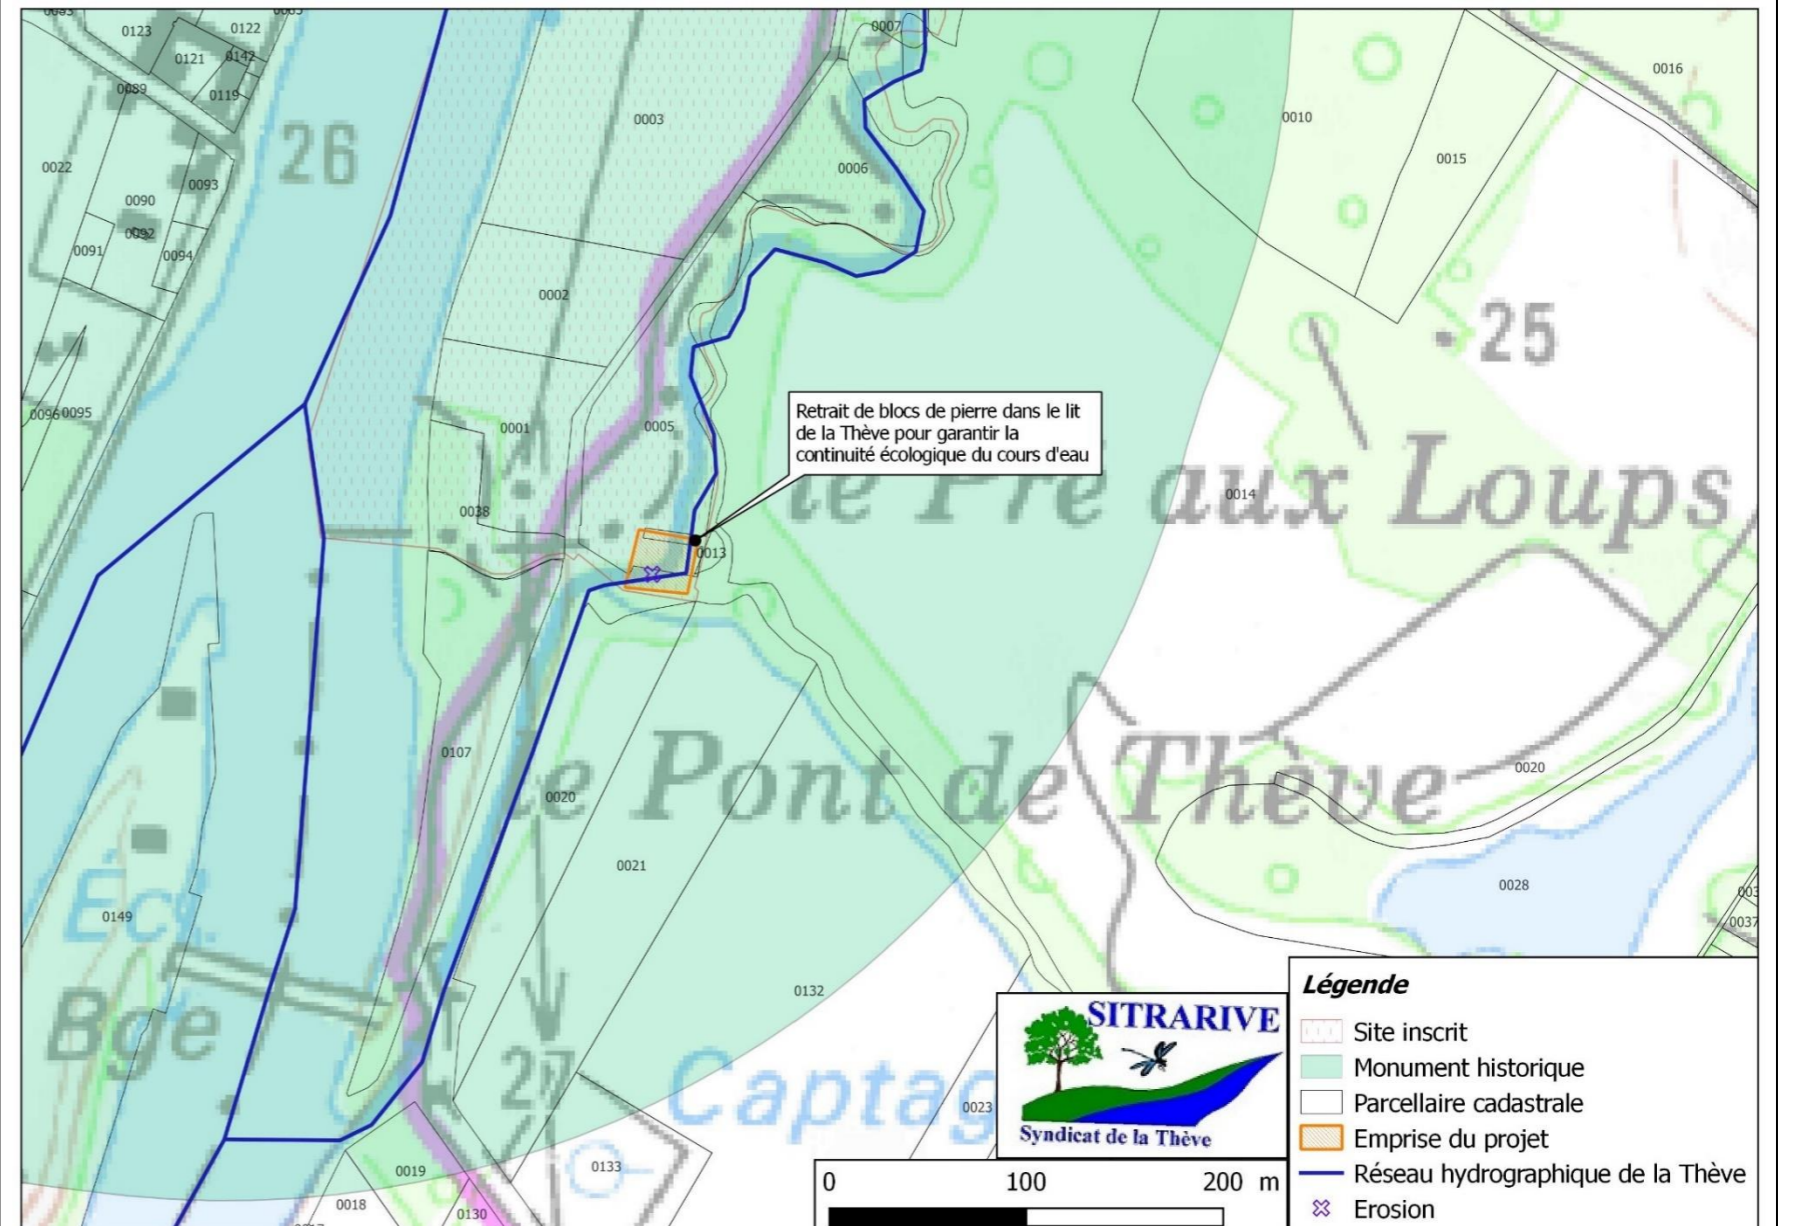 0123
0122
0121
0142
0089
0119
26
0003
0007
0016
0010
0015
0022
0093
0006
0090
0092
0091
0094
0002
25
0096
0095
0001
0005
Retrait de blocs de pierre dans le lit
de la Thève pour garantir la
continuité écologique du cours d'eau
le Pré aux Loups
0014
0038
0013
0107
le Pont de Thève
0020
0020
0021
0028
Écl.
0149
0037
0132
Bge
27
Captag
0023
0133
0019
0018
0130
SITRARIVE
Syndicat de la Thève
0 100 200 m
Légende
Site inscrit
Monument historique
Parcellaire cadastrale
Emprise du projet
Réseau hydrographique de la Thève
Erosion